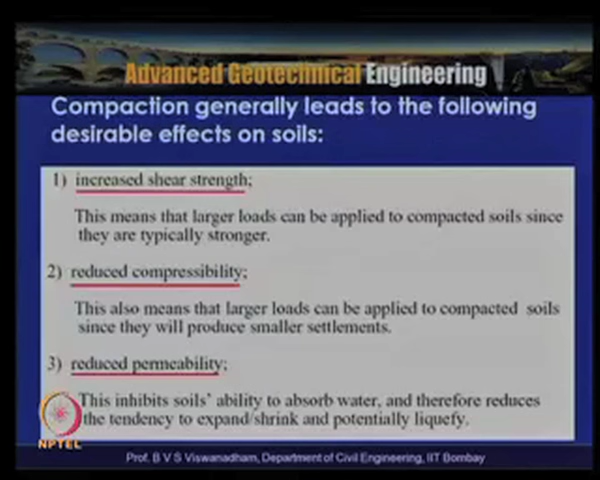 Advanced Geotechnical Engineering
Compaction generally leads to the following
desirable effects on soils:
1) increased shear strength;
This means that larger loads can be applied to compacted soils since
they are typically stronger.
2) reduced compressibility;
This also means that larger loads can be applied to compacted soils
since they will produce smaller settlements.
3) reduced permeability;
This inhibits soils' ability to absorb water, and therefore reduces
the tendency to expand/shrink and potentially liquefy.
NPTEL
Prof. B V S Viswanadham, Department of Civil Engineering, IIT Bombay